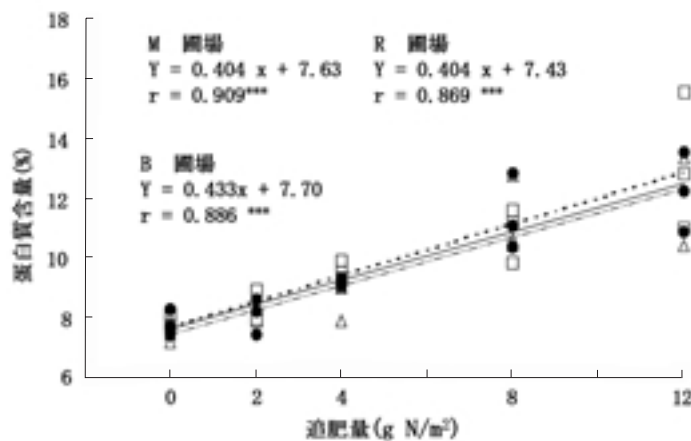 18
16
14
12
10
8
6
蛋白質含量(%)
M 圃場
Y = 0.404 x + 7.63
r = 0.909***
R 圃場
Y = 0.404 x + 7.43
r = 0.869 ***
B 圃場
Y = 0.433x + 7.70
r = 0.886 ***
0 2 4 8 12
追肥量(g N/m²)